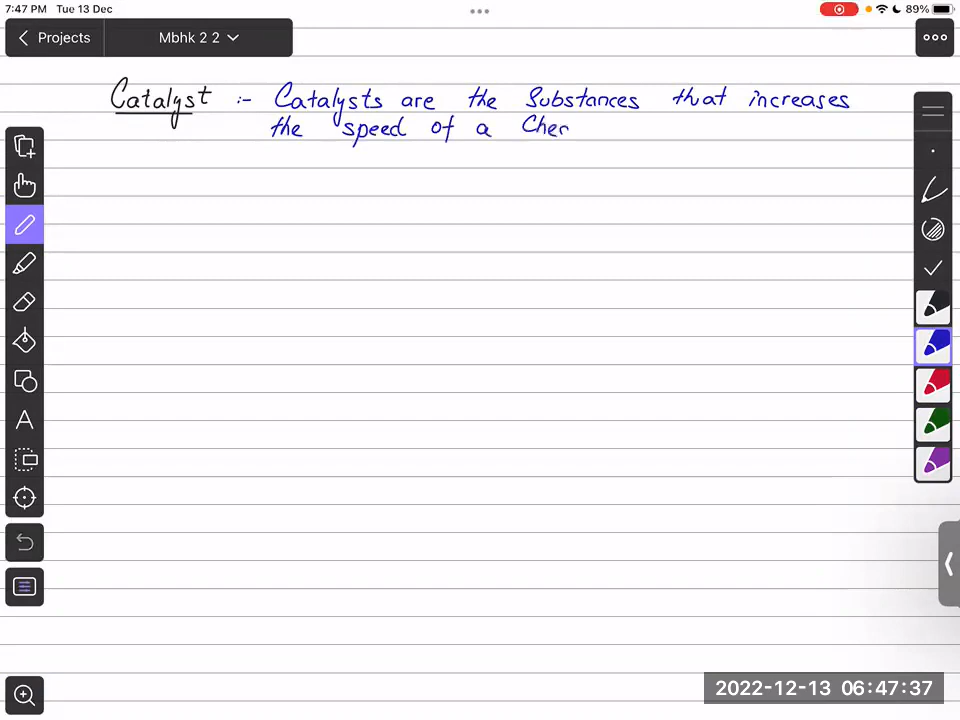 7:47 PM Tue 13 Dec
89%
Projects
Mbhk 2 2
Catalyst :- Catalysts are the Substances that increases
the speed of a Cher
A
2022-12-13 06:47:37